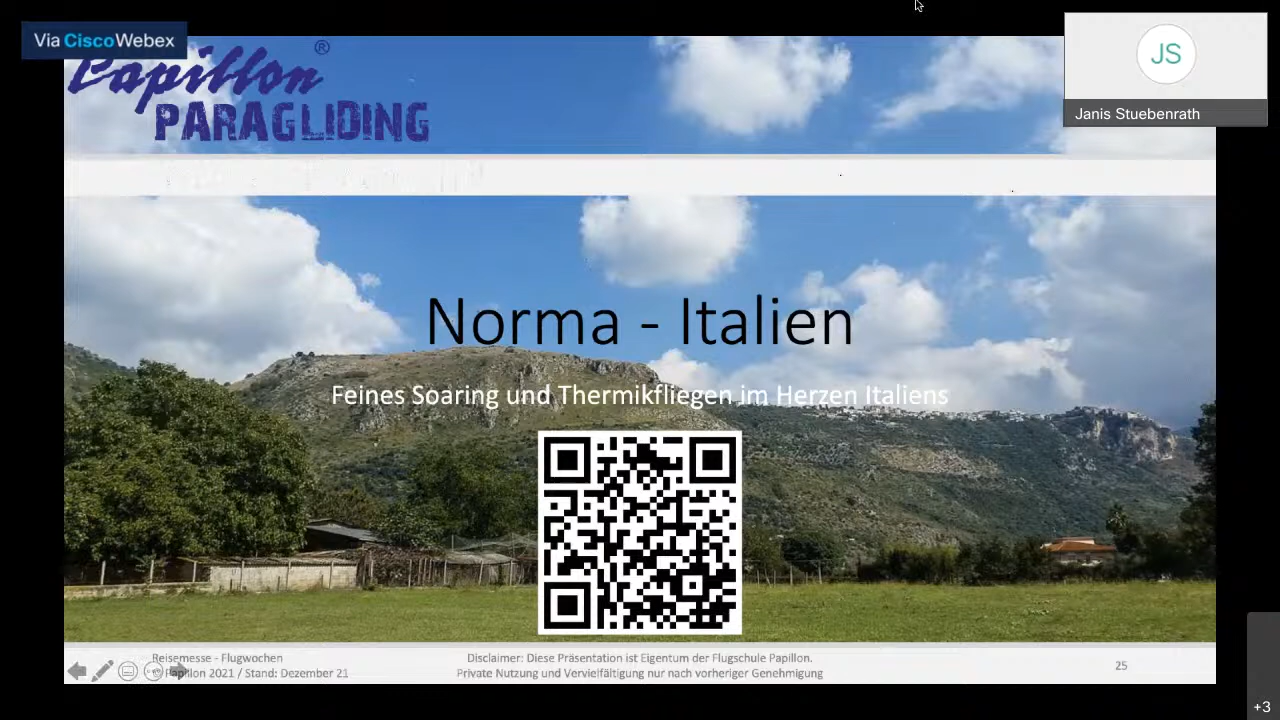 Via Cisco Webex
Papillon®
PARAGLIDING
JS
Janis Stuebenrath
Norma - Italien
Feines Soaring und Thermikfliegen im Herzen Italiens
Reisemesse - Flugwochen
© Papillon 2021 / Stand: Dezember 21
Disclaimer: Diese Präsentation ist Eigentum der Flugschule Papillon.
Private Nutzung und Vervielfältigung nur nach vorheriger Genehmigung
25
+3